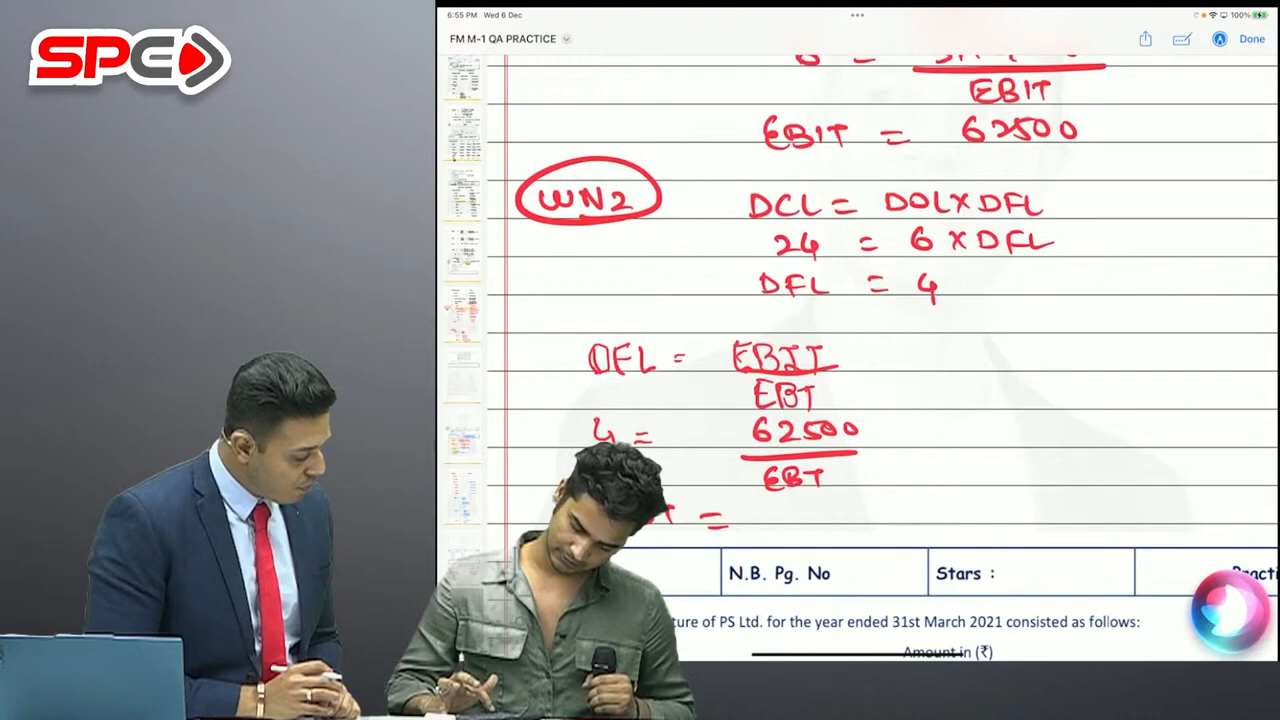 SPED
6:55 PM Wed 6 Dec
100%
FM M-1 QA PRACTICE
Done
6 =
EBIT
EBIT = 62500
WN2
DCL = DOL X DFL
24 = 6 X DFL
DFL = 4
DFL = EBIT
EBT
4 = 62500
EBT
=
N.B. Pg. No
Stars :
ture of PS Ltd. for the year ended 31st March 2021 consisted as follows:
Amount in (₹)